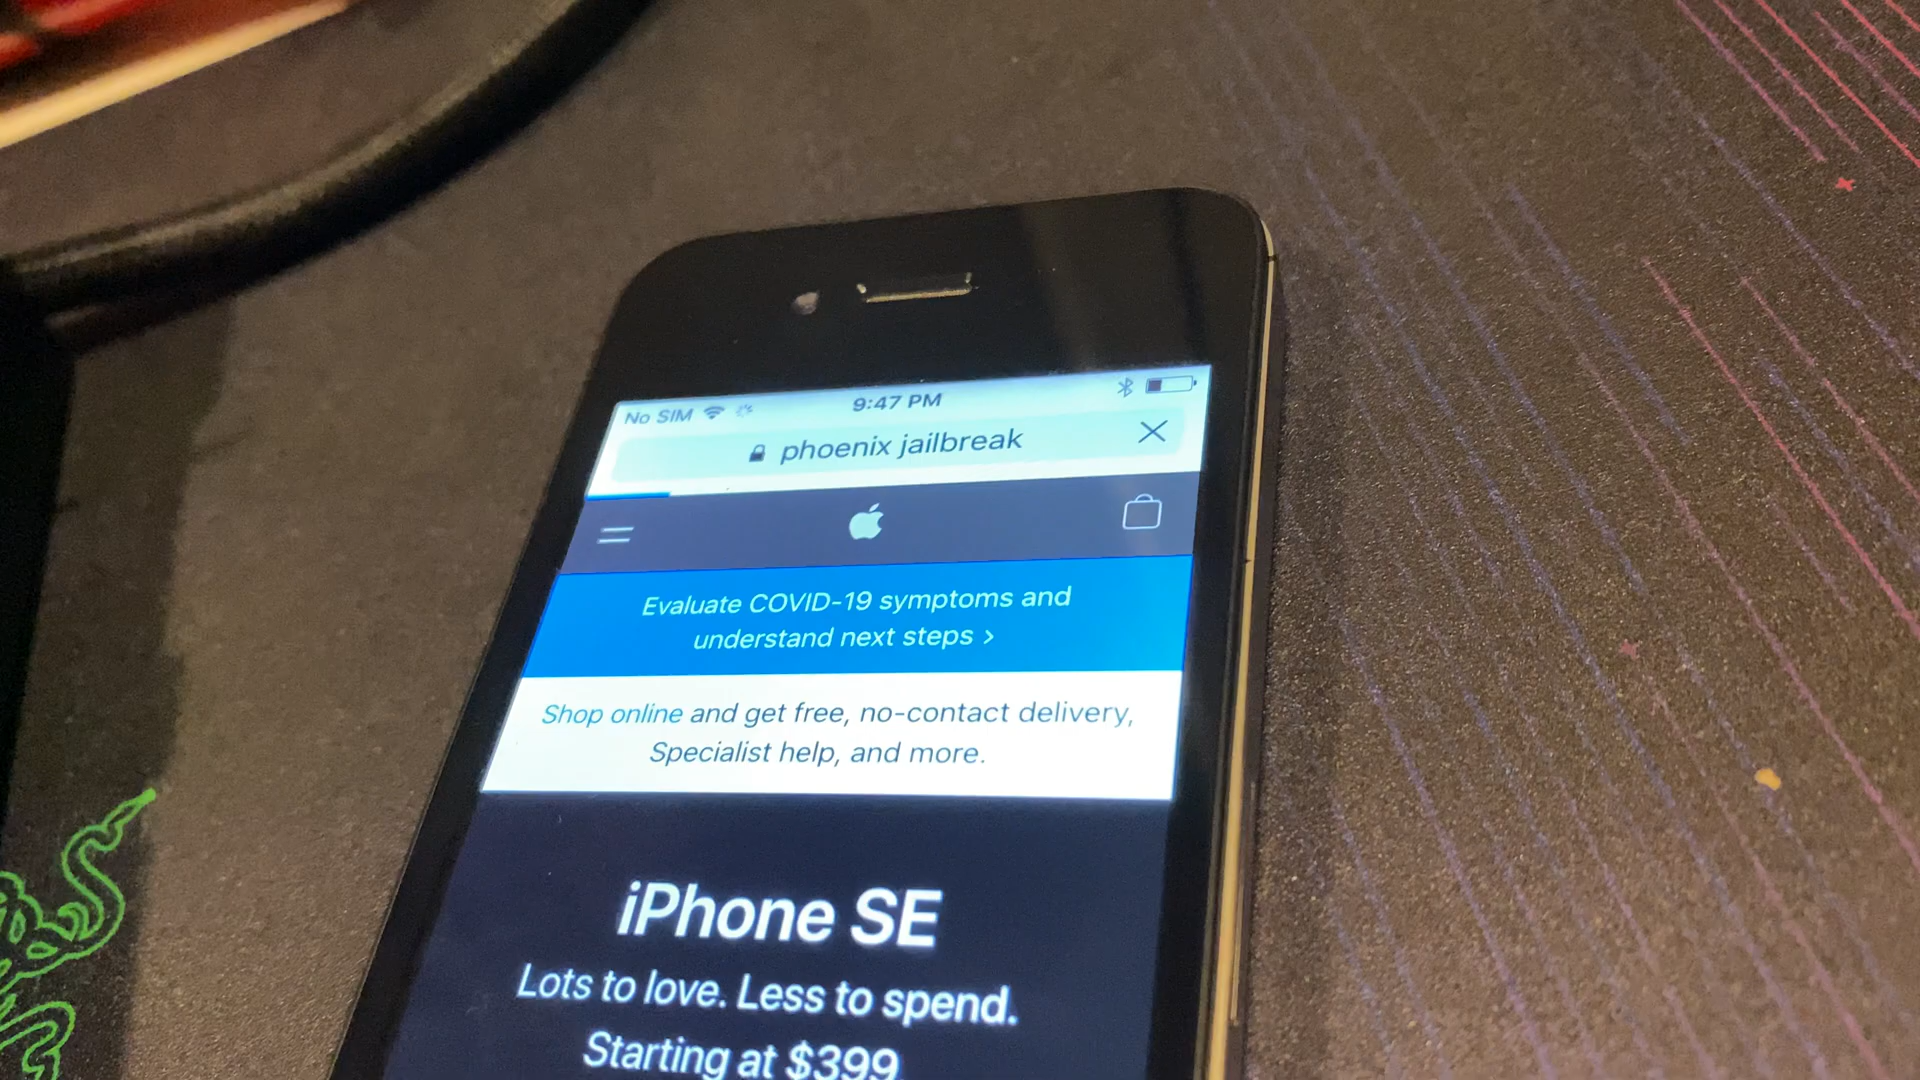 No SIM 9:47 PM
phoenix jailbreak
Evaluate COVID-19 symptoms and
understand next steps >
Shop online and get free, no-contact delivery,
Specialist help, and more.
iPhone SE
Lots to love. Less to spend.
Starting at $399